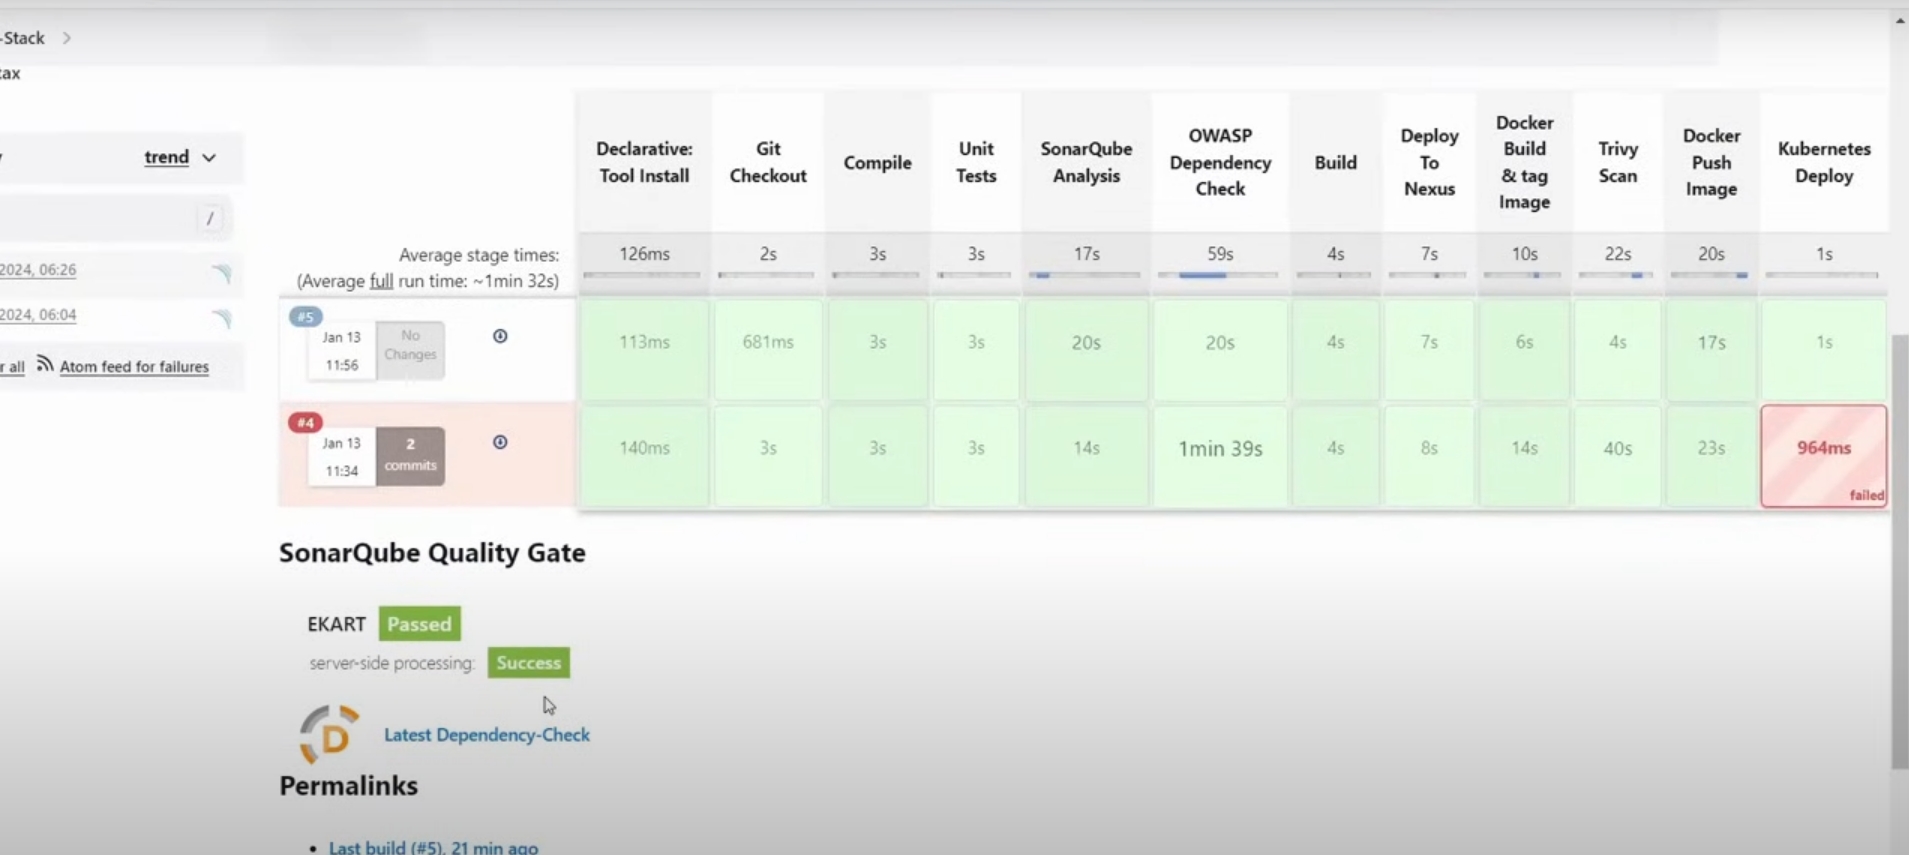 -Stack
tax
trend
/
2024, 06:26
2024, 06:04
r all Atom feed for failures
Declarative:
Tool Install
Git
Checkout
Compile
Unit
Tests
SonarQube
Analysis
OWASP
Dependency
Check
Build
Deploy
To
Nexus
Docker
Build
& tag
Image
Trivy
Scan
Docker
Push
Image
Kubernetes
Deploy
Average stage times:
(Average full run time: ~1min 32s)
126ms 2s 3s 3s 17s 59s 4s 7s 10s 22s 20s 1s
#5
Jan 13
11:56
No
Changes
113ms 681ms 3s 3s 20s 20s 4s 7s 6s 4s 17s 1s
#4
Jan 13
11:34
2
commits
140ms 3s 3s 3s 14s 1min 39s 4s 8s 14s 40s 23s 964ms
failed
SonarQube Quality Gate
EKART Passed
server-side processing: Success
D
Latest Dependency-Check
Permalinks
• Last build (#5), 21 min ago